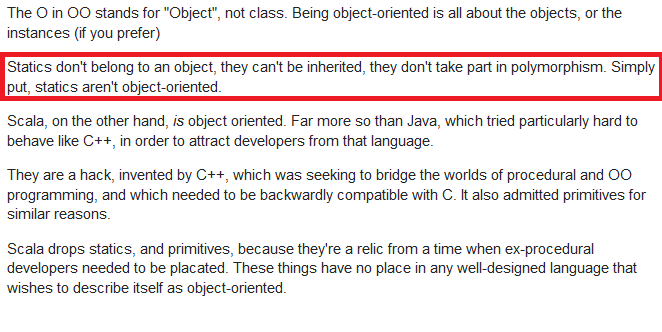 The O in OO stands for "Object", not class. Being object-oriented is all about the objects, or the
instances (if you prefer)
Statics don't belong to an object, they can't be inherited, they don't take part in polymorphism. Simply
put, statics aren't object-oriented.
Scala, on the other hand, is object oriented. Far more so than Java, which tried particularly hard to
behave like C++, in order to attract developers from that language.
They are a hack, invented by C++, which was seeking to bridge the worlds of procedural and OO
programming, and which needed to be backwardly compatible with C. It also admitted primitives for
similar reasons.
Scala drops statics, and primitives, because they're a relic from a time when ex-procedural
developers needed to be placated. These things have no place in any well-designed language that
wishes to describe itself as object-oriented.